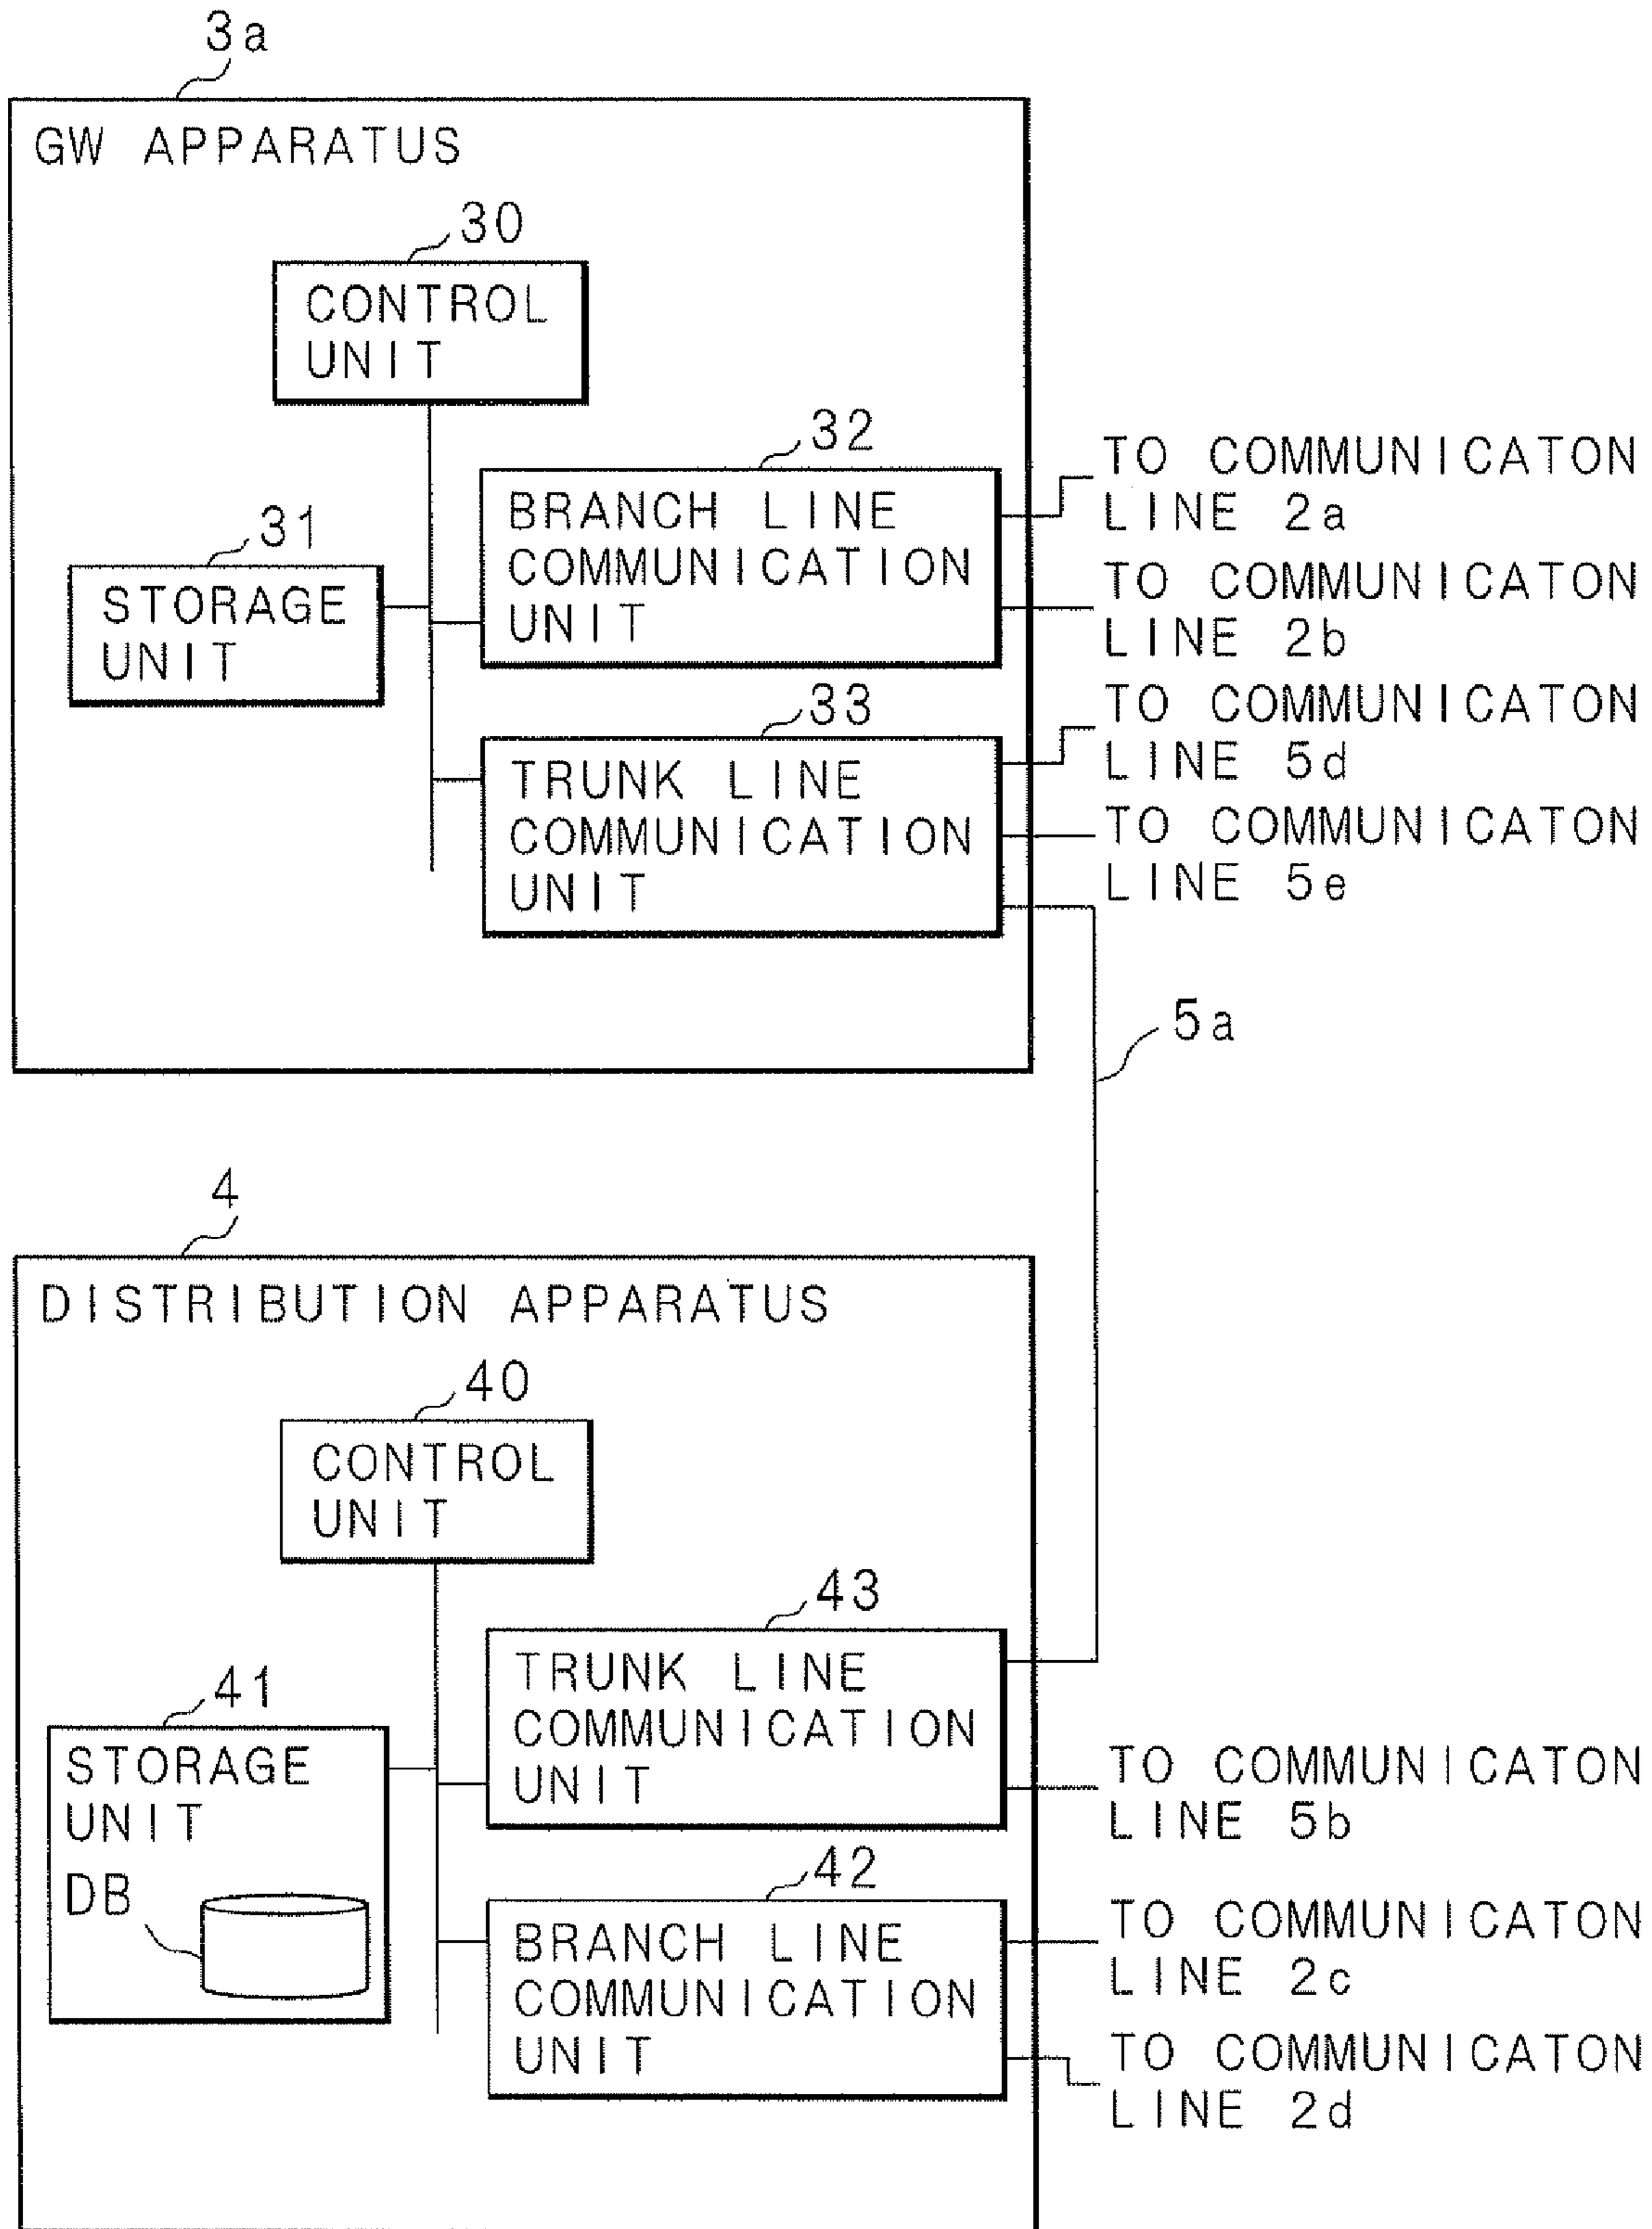 3a
GW APPARATUS
30
CONTROL
UNIT
32
BRANCH LINE
COMMUNICATION
UNIT
31
STORAGE
UNIT
33
TRUNK LINE
COMMUNICATION
UNIT
TO COMMUNICATON
LINE 2a
TO COMMUNICATON
LINE 2b
TO COMMUNICATON
LINE 5d
TO COMMUNICATON
LINE 5e
5a
4
DISTRIBUTION APPARATUS
40
CONTROL
UNIT
43
TRUNK LINE
COMMUNICATION
UNIT
41
STORAGE
UNIT
DB
42
BRANCH LINE
COMMUNICATION
UNIT
TO COMMUNICATON
LINE 5b
TO COMMUNICATON
LINE 2c
TO COMMUNICATON
LINE 2d